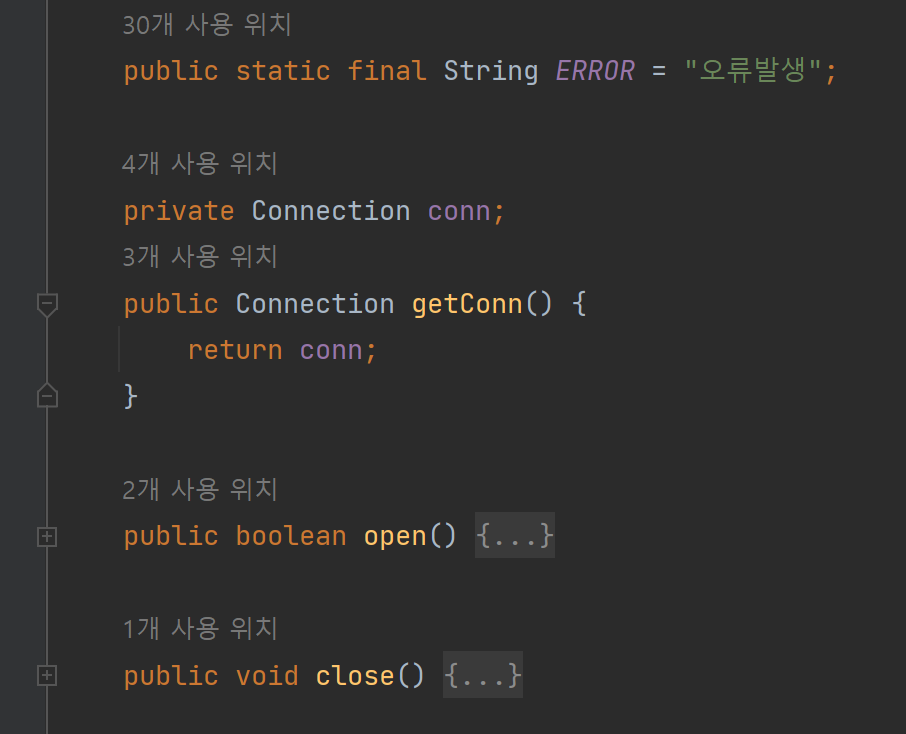 30개 사용 위치
public static final String ERROR = "오류발생";
4개 사용 위치
private Connection conn;
3개 사용 위치
public Connection getConn() {
return conn;
}
2개 사용 위치
public boolean open() {...}
1개 사용 위치
public void close() {...}